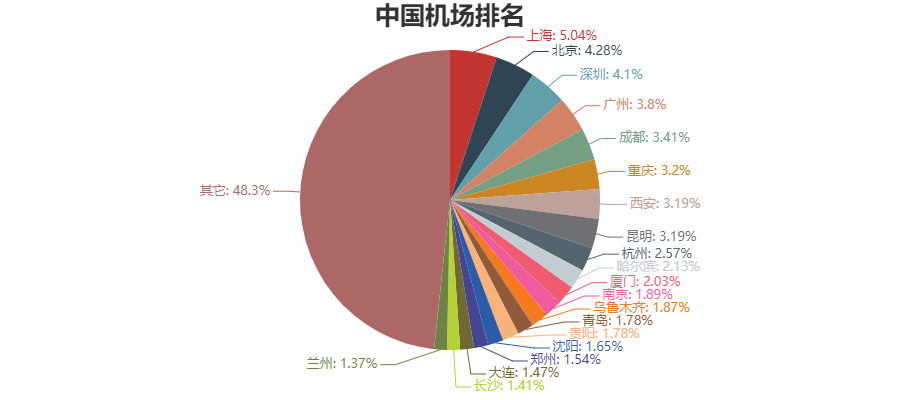 中国机场排名
上海: 5.04%
北京: 4.28%
深圳: 4.1%
广州: 3.8%
成都: 3.41%
重庆: 3.2%
西安: 3.19%
昆明: 3.19%
杭州: 2.57%
哈尔滨: 2.13%
厦门: 2.03%
南京: 1.89%
乌鲁木齐: 1.87%
青岛: 1.78%
贵阳: 1.78%
沈阳: 1.65%
郑州: 1.54%
大连: 1.47%
长沙: 1.41%
兰州: 1.37%
其它: 48.3%